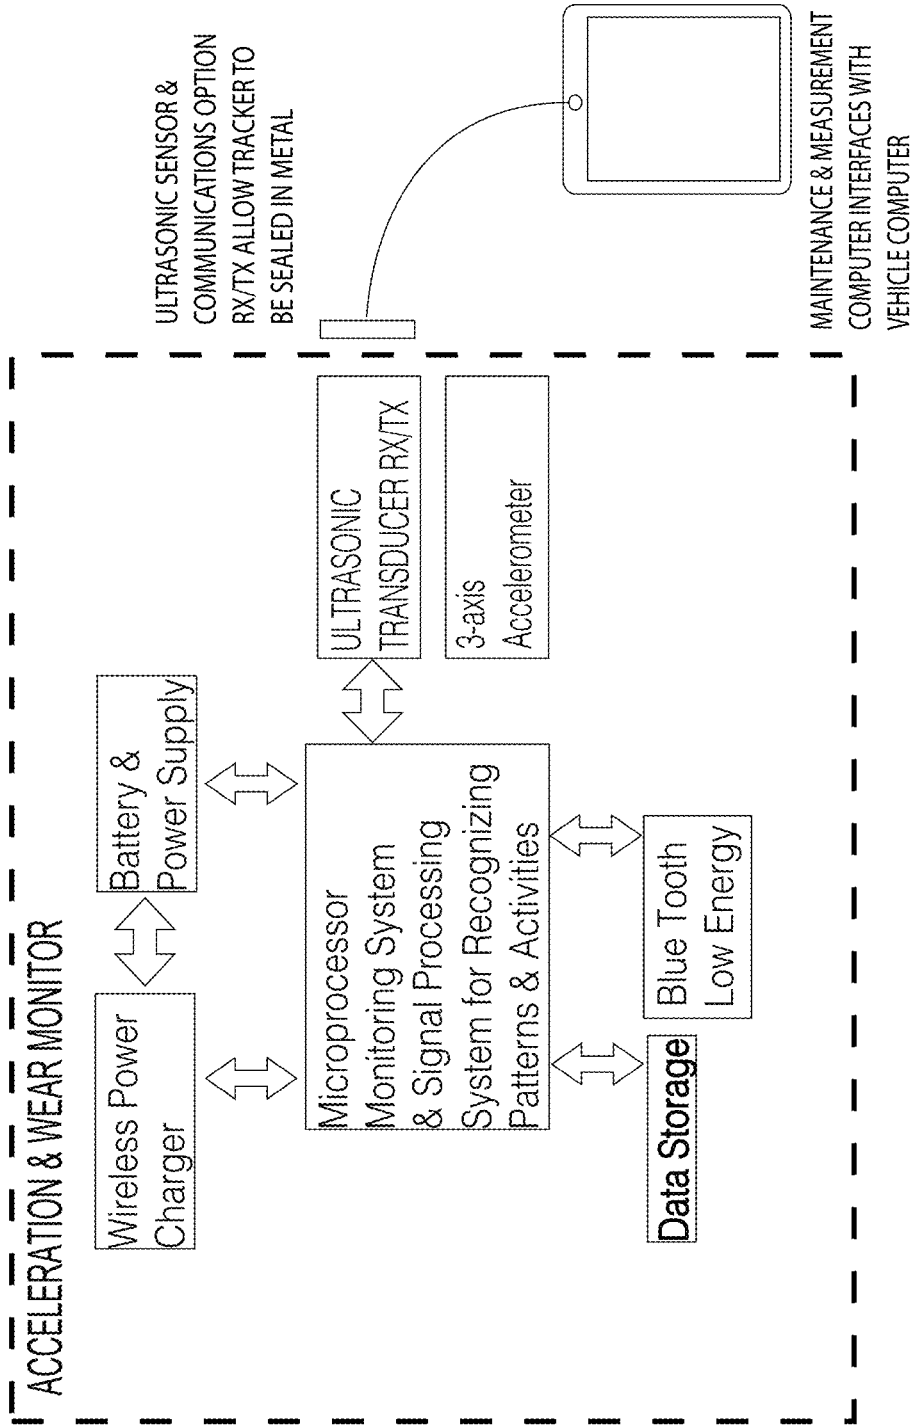 ACCELERATION & WEAR MONITOR
Wireless Power
Charger
Battery &
Power Supply
Microprocessor
Monitoring System
& Signal Processing
System for Recognizing
Patterns & Activities
ULTRASONIC
TRANSDUCER RX/TX
3-axis
Accelerometer
Data Storage
Blue Tooth
Low Energy
ULTRASONIC SENSOR &
COMMUNICATIONS OPTION
RX/TX ALLOW TRACKER TO
BE SEALED IN METAL
MAINTENANCE & MEASUREMENT
COMPUTER INTERFACES WITH
VEHICLE COMPUTER